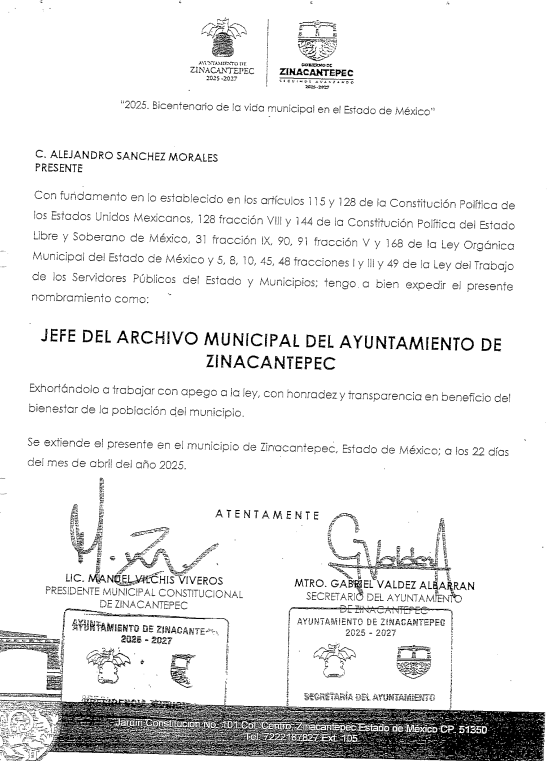 AYUNTAMIENTO DE
ZINACANTEPEC
2025-2027
GOBIERNO DE
ZINACANTEPEC
SEGUIMOS AVANZANDO
2025-2027
"2025. Bicentenario de la vida municipal en el Estado de México"
C. ALEJANDRO SANCHEZ MORALES
PRESENTE
Con fundamento en lo establecido en los artículos 115 y 128 de la Constitución Política de
los Estados Unidos Mexicanos, 128 fracción VIII y 144 de la Constitución Política del Estado
Libre y Soberano de México, 31 fracción IX, 90, 91 fracción V y 168 de la Ley Orgánica
Municipal del Estado de México y 5, 8, 10, 45, 48 fracciones I y III y 49 de la Ley del Trabajo
de los Servidores Públicos del Estado y Municipios; tengo a bien expedir el presente
nombramiento como:
JEFE DEL ARCHIVO MUNICIPAL DEL AYUNTAMIENTO DE
ZINACANTEPEC
Exhortándolo a trabajar con apego a la ley, con honradez y transparencia en beneficio del
bienestar de la población del municipio.
Se extiende el presente en el municipio de Zinacantepec, Estado de México; a los 22 días
del mes de abril del año 2025.
ATENTAMENTE
LIC. MANUEL VILCHIS VIVEROS
PRESIDENTE MUNICIPAL CONSTITUCIONAL
DE ZINACANTEPEC
MTRO. GABRIEL VALDEZ ALBARRAN
SECRETARIO DEL AYUNTAMIENTO
DE ZINACANTEPEC
AYUNTAMIENTO DE ZINACANTEPEC
2025 - 2027
AYUNTAMIENTO DE ZINACANTEPEC
2025 - 2027
SECRETARÍA DEL AYUNTAMIENTO
Jardín Constitución No. 101 Col. Centro, Zinacantepec Estado de México CP. 51350
Tel. 7222187827 Ext. 105